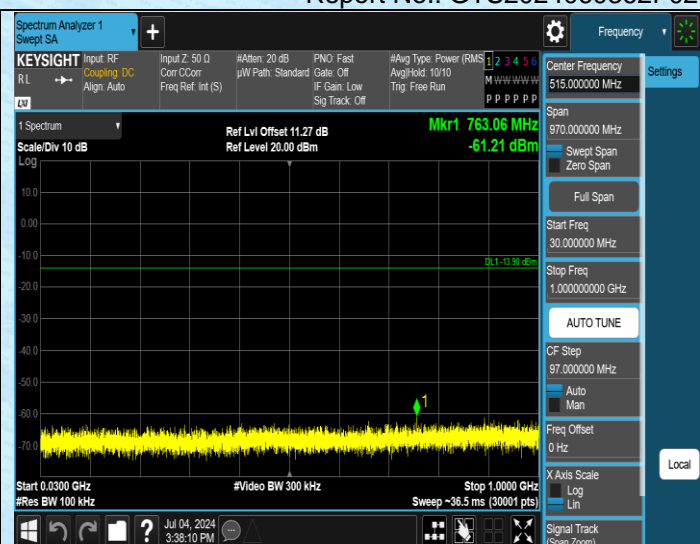 Spectrum Analyzer 1
Swept SA
+
Frequency
KEYSIGHT
RL
LXI
Input: RF
Coupling: DC
Align: Auto
Input Z: 50 Ω
Corr CCorr
Freq Ref: Int (S)
#Atten: 20 dB
µW Path: Standard
PNO: Fast
Gate: Off
IF Gain: Low
Sig Track: Off
#Avg Type: Power (RMS
Avg|Hold: 10/10
Trig: Free Run
1 2 3 4 5 6
M W W W W W
P P P P P P
Center Frequency
515.000000 MHz
Settings
1 Spectrum
Scale/Div 10 dB
Log
Ref Lvl Offset 11.27 dB
Ref Level 20.00 dBm
Mkr1 763.06 MHz
-61.21 dBm
Span
970.000000 MHz
Swept Span
Zero Span
Full Span
Start Freq
30.000000 MHz
Stop Freq
1.000000000 GHz
AUTO TUNE
CF Step
97.000000 MHz
Auto
Man
Freq Offset
0 Hz
X Axis Scale
Log
Lin
Local
Signal Track
(Span Zoom)
10.0
0.00
-10.0
DL1 -13.90 dBm
-20.0
-30.0
-40.0
-50.0
-60.0
-70.0
1
Start 0.0300 GHz
#Res BW 100 kHz
#Video BW 300 kHz
Stop 1.0000 GHz
Sweep ~36.5 ms (30001 pts)
?
Jul 04, 2024
3:38:10 PM